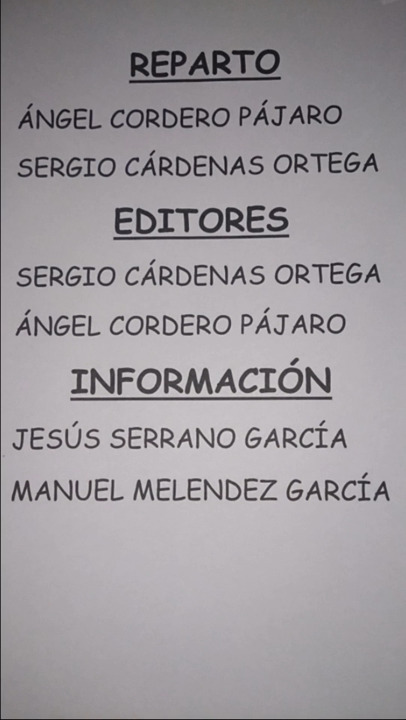 REPARTO
ÁNGEL CORDERO PÁJARO
SERGIO CÁRDENAS ORTEGA
EDITORES
SERGIO CÁRDENAS ORTEGA
ÁNGEL CORDERO PÁJARO
INFORMACIÓN
JESÚS SERRANO GARCÍA
MANUEL MELENDEZ GARCÍA